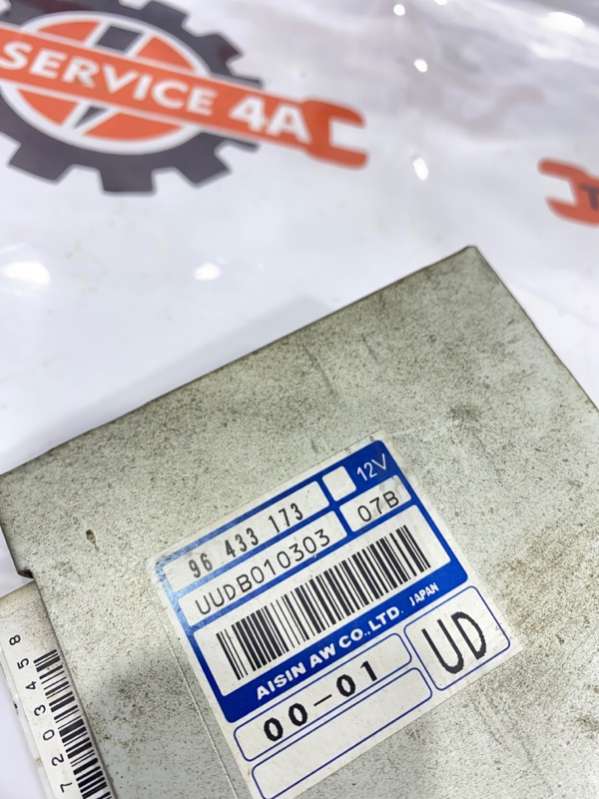 SERVICE 4A
T
12V
96 433 173
07B
UUDB010303
AISIN AW CO.,LTD. JAPAN
00-01
UD
7203458